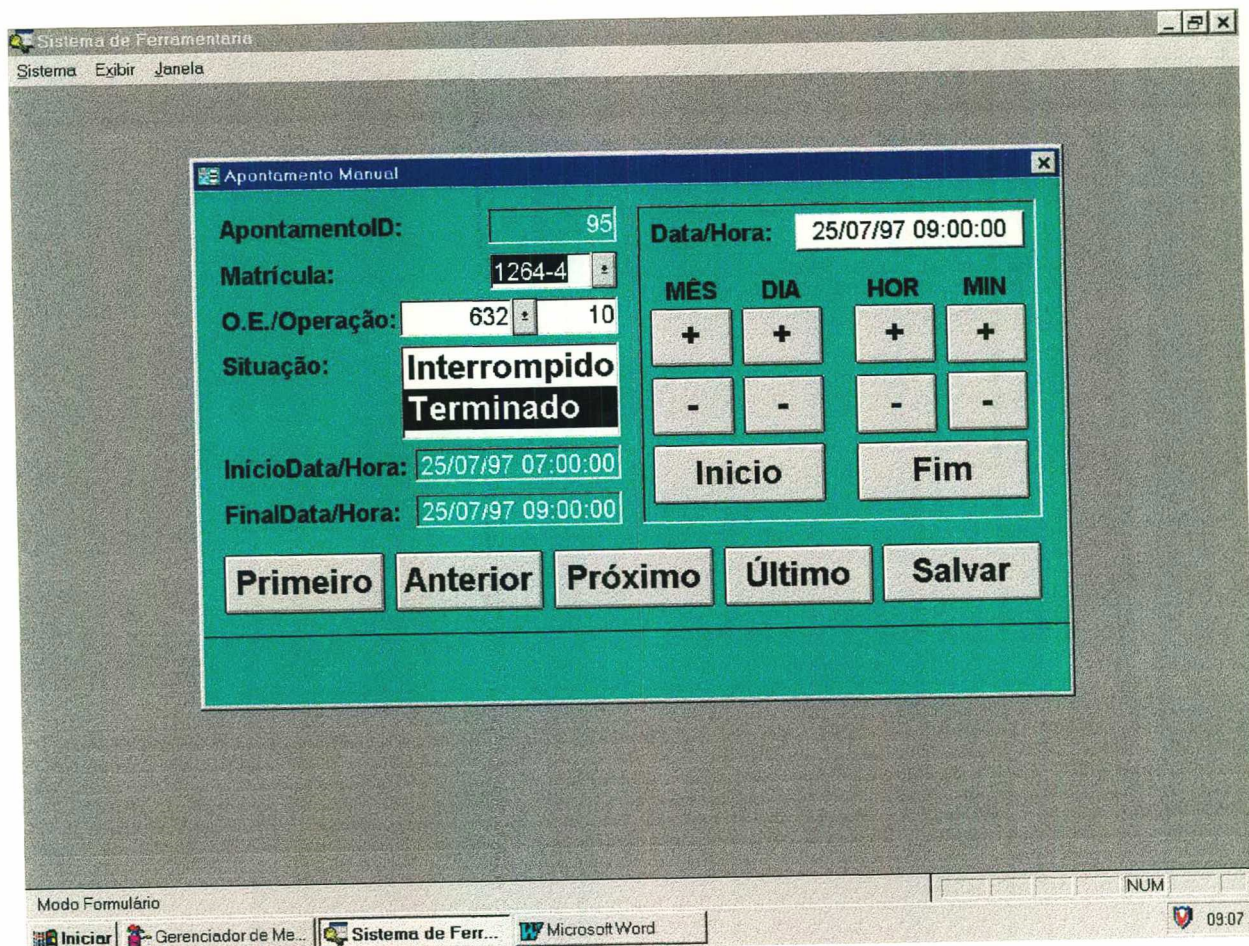 Sistema de Ferramentaria
Sistema Exibir Janela
Apontamento Manual
ApontamentoID: 95
Matrícula: 1264-4
O.E./Operação: 632 10
Situação: Interrompido
Terminado
InícioData/Hora: 25/07/97 07:00:00
FinalData/Hora: 25/07/97 09:00:00
Data/Hora: 25/07/97 09:00:00
MÊS DIA HOR MIN
+ + + +
- - - -
Inicio Fim
Primeiro Anterior Próximo Último Salvar
Modo Formulário
NUM
Iniciar Gerenciador de Me... Sistema de Ferr... Microsoft Word 09:07